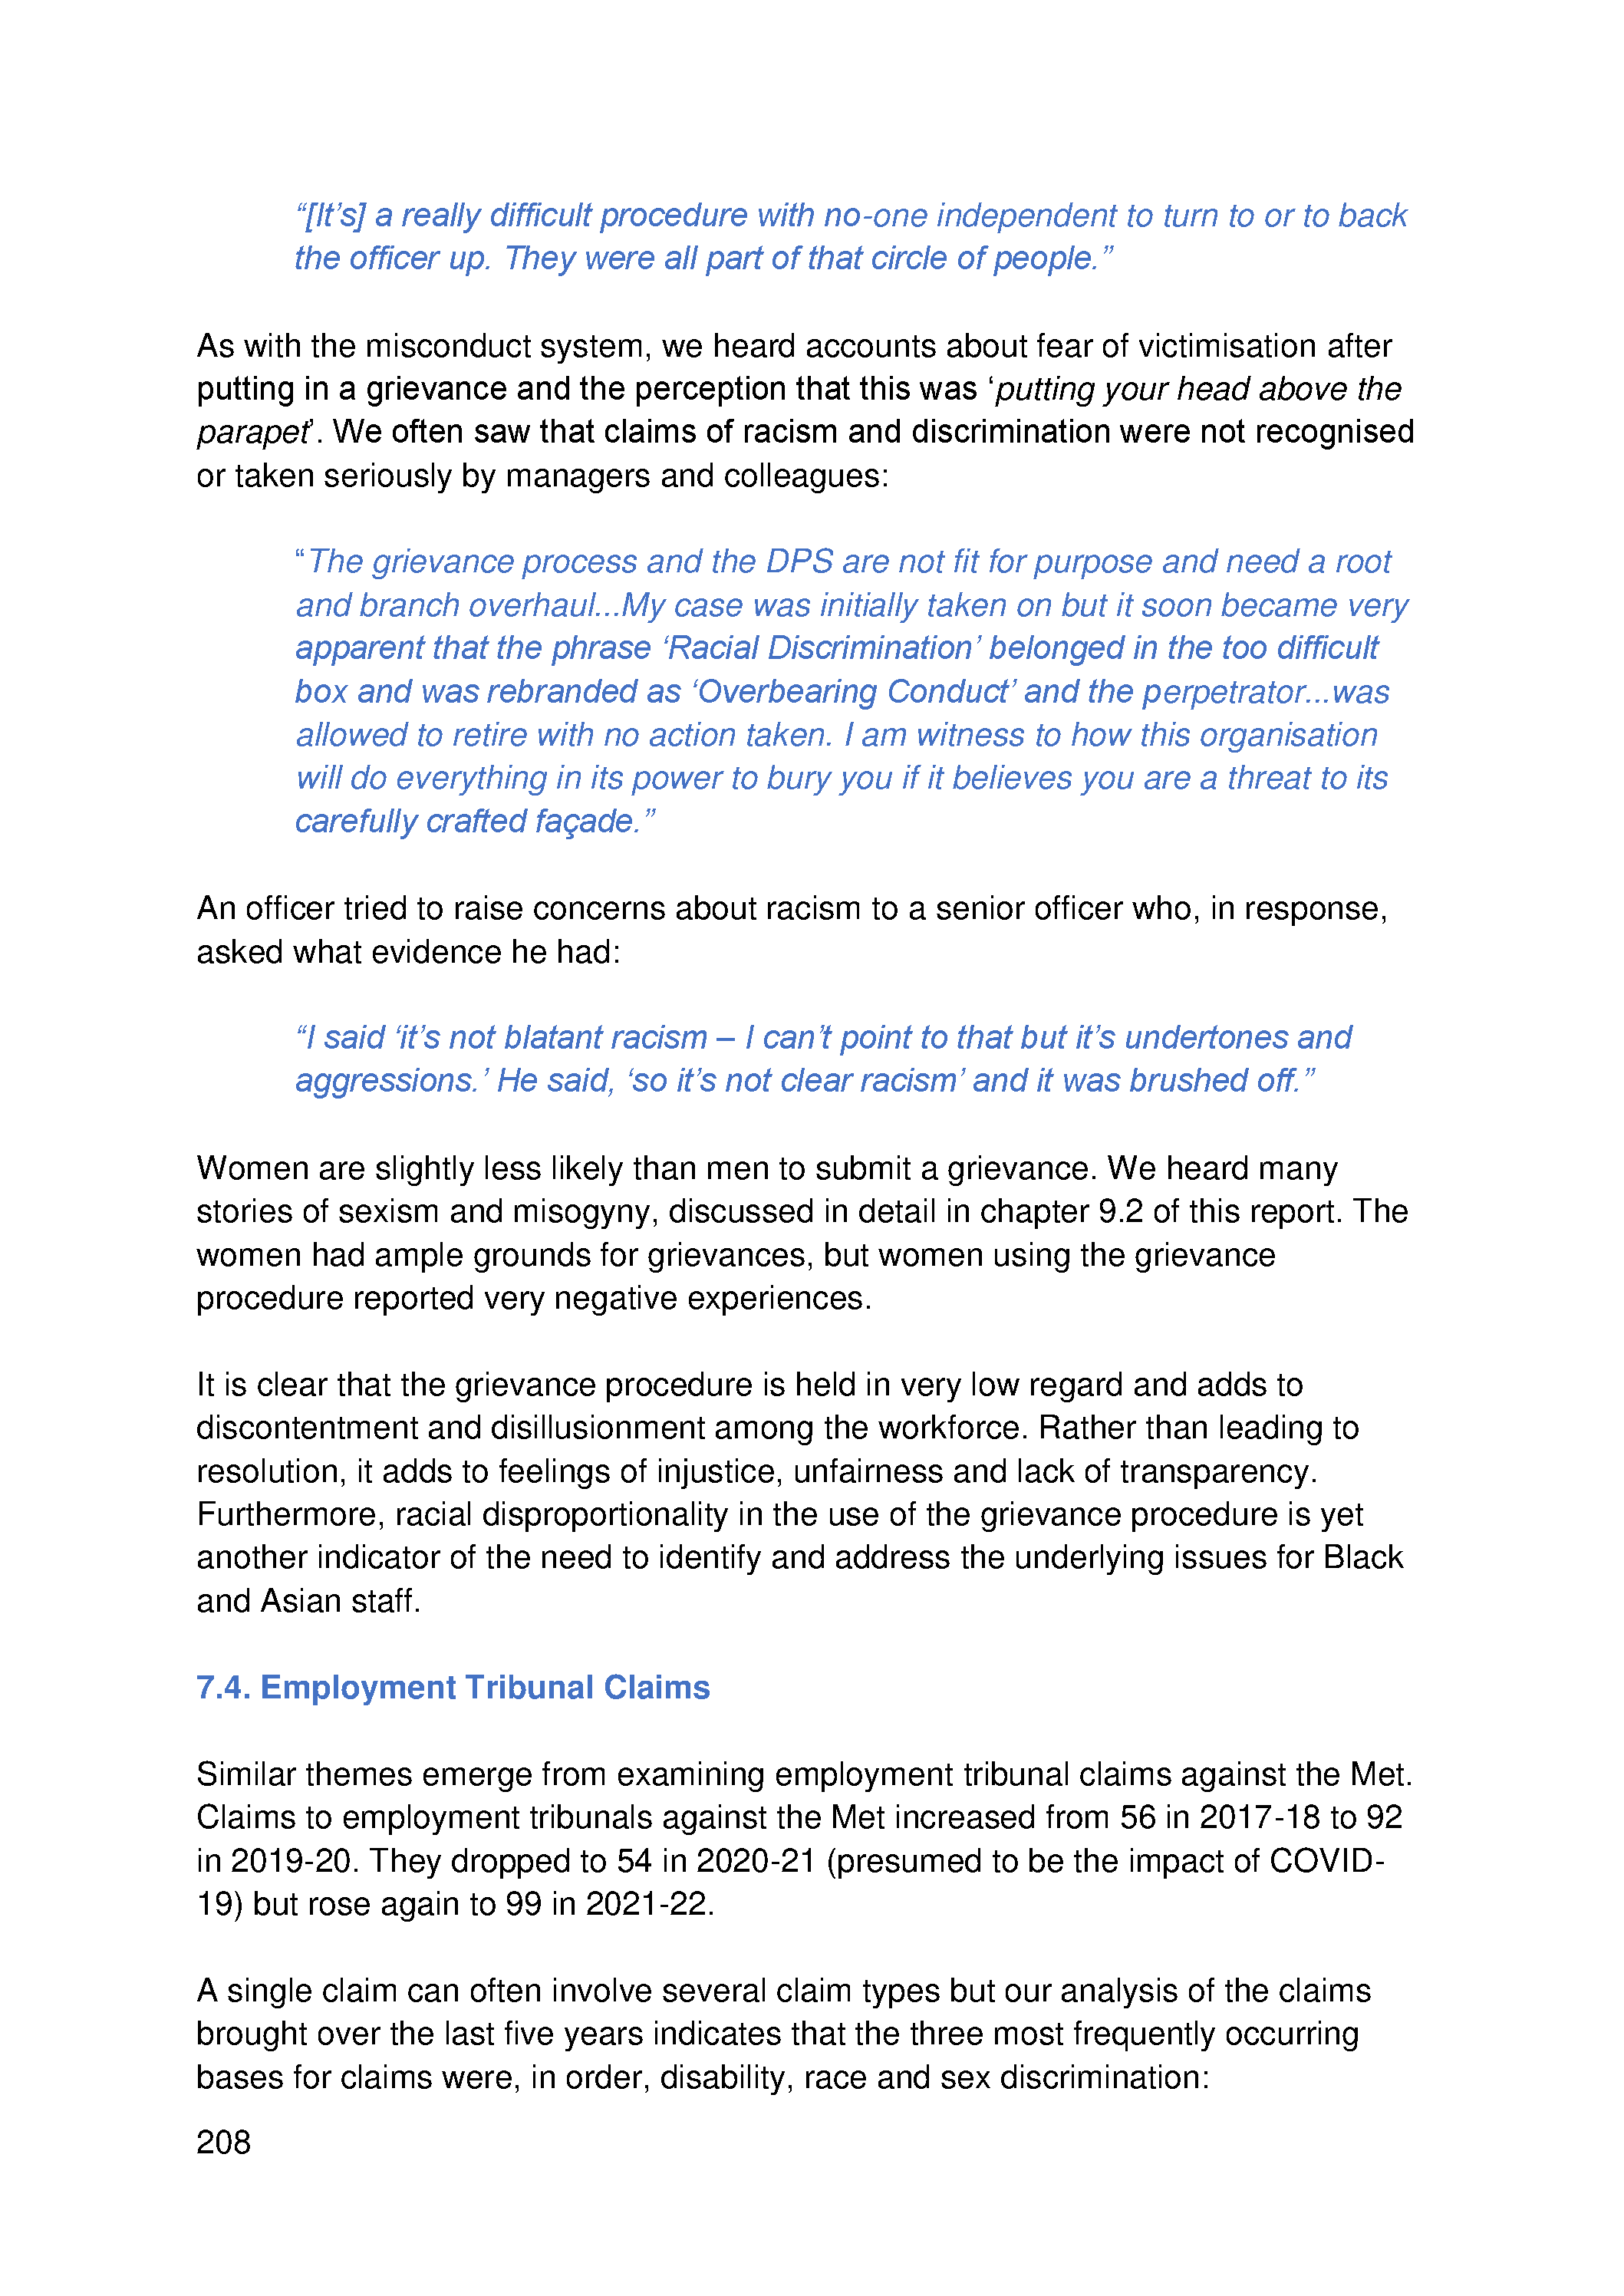 “[It’s] a really difficult procedure with no-one independent to turn to or to back
the officer up. They were all part of that circle of people.”
As with the misconduct system, we heard accounts about fear of victimisation after
putting in a grievance and the perception that this was ‘putting your head above the
parapet’. We often saw that claims of racism and discrimination were not recognised
or taken seriously by managers and colleagues:
“The grievance process and the DPS are not fit for purpose and need a root
and branch overhaul...My case was initially taken on but it soon became very
apparent that the phrase ‘Racial Discrimination’ belonged in the too difficult
box and was rebranded as ‘Overbearing Conduct’ and the perpetrator...was
allowed to retire with no action taken. I am witness to how this organisation
will do everything in its power to bury you if it believes you are a threat to its
carefully crafted façade.”
An officer tried to raise concerns about racism to a senior officer who, in response,
asked what evidence he had:
“I said ‘it’s not blatant racism – I can’t point to that but it’s undertones and
aggressions.’ He said, ‘so it’s not clear racism’ and it was brushed off.”
Women are slightly less likely than men to submit a grievance. We heard many
stories of sexism and misogyny, discussed in detail in chapter 9.2 of this report. The
women had ample grounds for grievances, but women using the grievance
procedure reported very negative experiences.
It is clear that the grievance procedure is held in very low regard and adds to
discontentment and disillusionment among the workforce. Rather than leading to
resolution, it adds to feelings of injustice, unfairness and lack of transparency.
Furthermore, racial disproportionality in the use of the grievance procedure is yet
another indicator of the need to identify and address the underlying issues for Black
and Asian staff.
7.4. Employment Tribunal Claims
Similar themes emerge from examining employment tribunal claims against the Met.
Claims to employment tribunals against the Met increased from 56 in 2017-18 to 92
in 2019-20. They dropped to 54 in 2020-21 (presumed to be the impact of COVID-
19) but rose again to 99 in 2021-22.
A single claim can often involve several claim types but our analysis of the claims
brought over the last five years indicates that the three most frequently occurring
bases for claims were, in order, disability, race and sex discrimination:
208